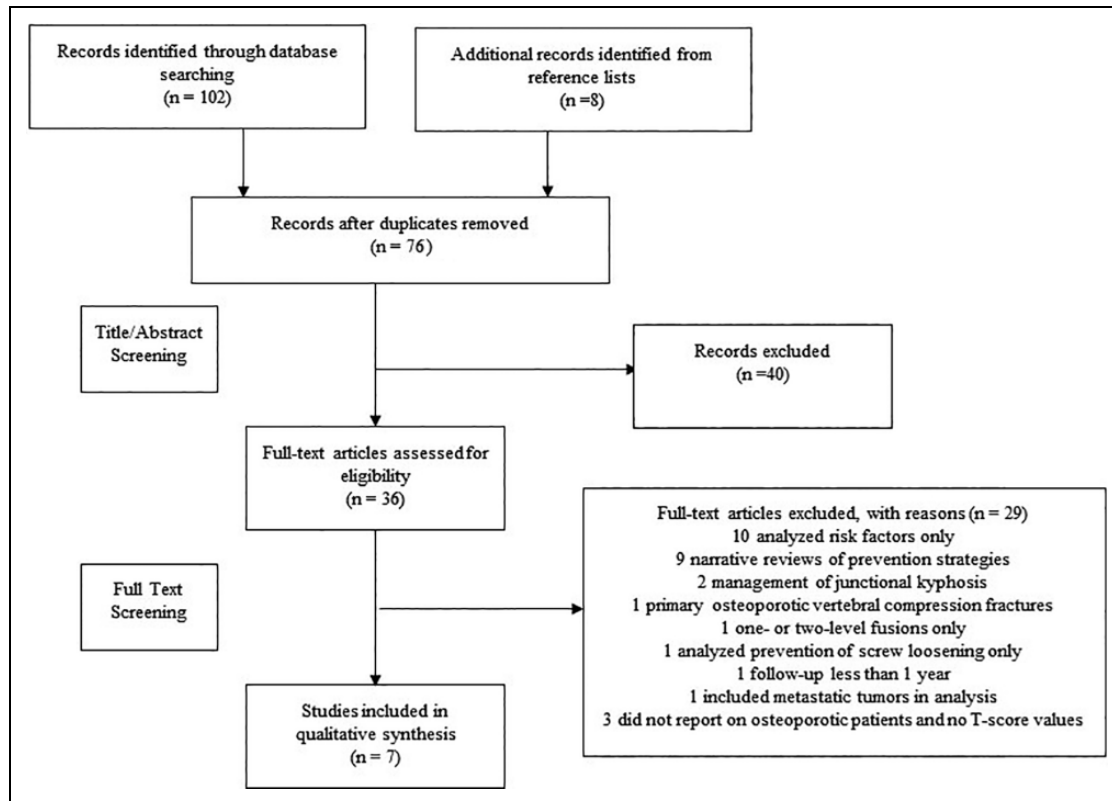 Records identified through database
searching
(n = 102)
Additional records identified from
reference lists
(n =8)
Records after duplicates removed
(n = 76)
Title/Abstract
Screening
Records excluded
(n =40)
Full-text articles assessed for
eligibility
(n = 36)
Full-text articles excluded, with reasons (n = 29)
10 analyzed risk factors only
9 narrative reviews of prevention strategies
2 management of junctional kyphosis
1 primary osteoporotic vertebral compression fractures
1 one- or two-level fusions only
1 analyzed prevention of screw loosening only
1 follow-up less than 1 year
1 included metastatic tumors in analysis
3 did not report on osteoporotic patients and no T-score values
Full Text
Screening
Studies included in
qualitative synthesis
(n = 7)